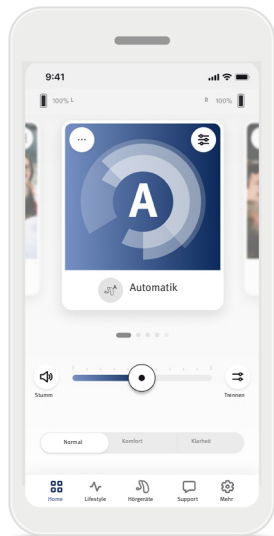 9:41
100% L
R 100%
A
A
Automatik
Stumm
Trennen
Normal Komfort Klarheit
Home Lifestyle Hörgeräte Support Mehr